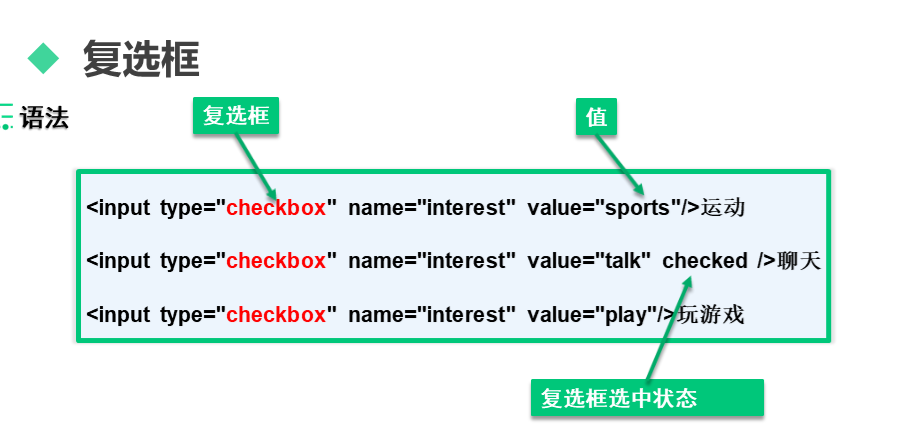 复选框
语法
复选框
值
<input type="checkbox" name="interest" value="sports"/>运动
<input type="checkbox" name="interest" value="talk" checked />聊天
<input type="checkbox" name="interest" value="play"/>玩游戏
复选框选中状态